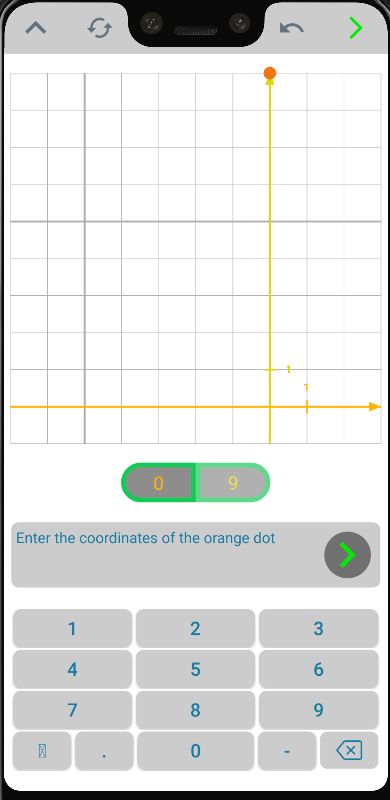 1
1
0 9
Enter the coordinates of the orange dot
1 2 3
4 5 6
7 8 9
. 0 -